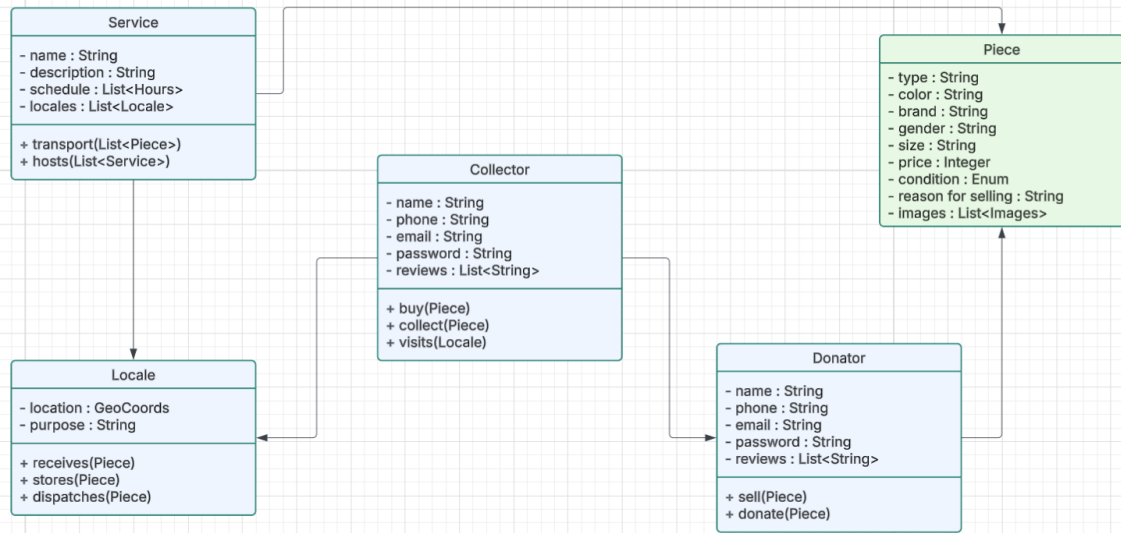 Service
- name : String
- description : String
- schedule : List<Hours>
- locales : List<Locale>
+ transport(List<Piece>)
+ hosts(List<Service>)
Piece
- type : String
- color : String
- brand : String
- gender : String
- size : String
- price : Integer
- condition : Enum
- reason for selling : String
- images : List<Images>
Collector
- name : String
- phone : String
- email : String
- password : String
- reviews : List<String>
+ buy(Piece)
+ collect(Piece)
+ visits(Locale)
Locale
- location : GeoCoords
- purpose : String
+ receives(Piece)
+ stores(Piece)
+ dispatches(Piece)
Donator
- name : String
- phone : String
- email : String
- password : String
- reviews : List<String>
+ sell(Piece)
+ donate(Piece)